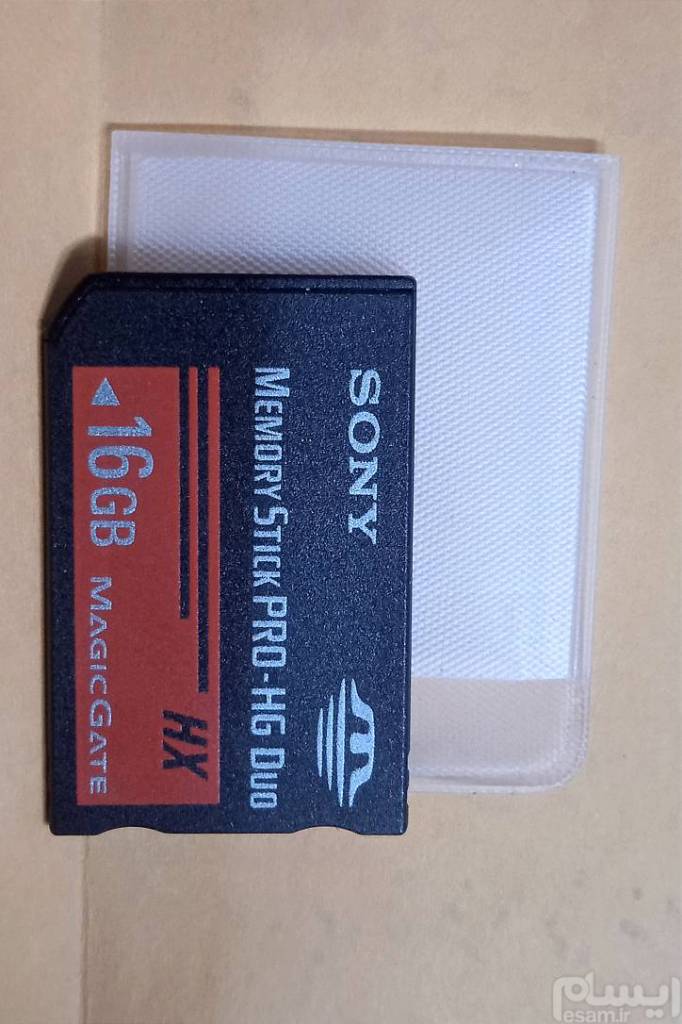 SONY
MEMORY STICK PRO-HG DUO
HX
16GB MAGICGATE
ایسام
esam.ir